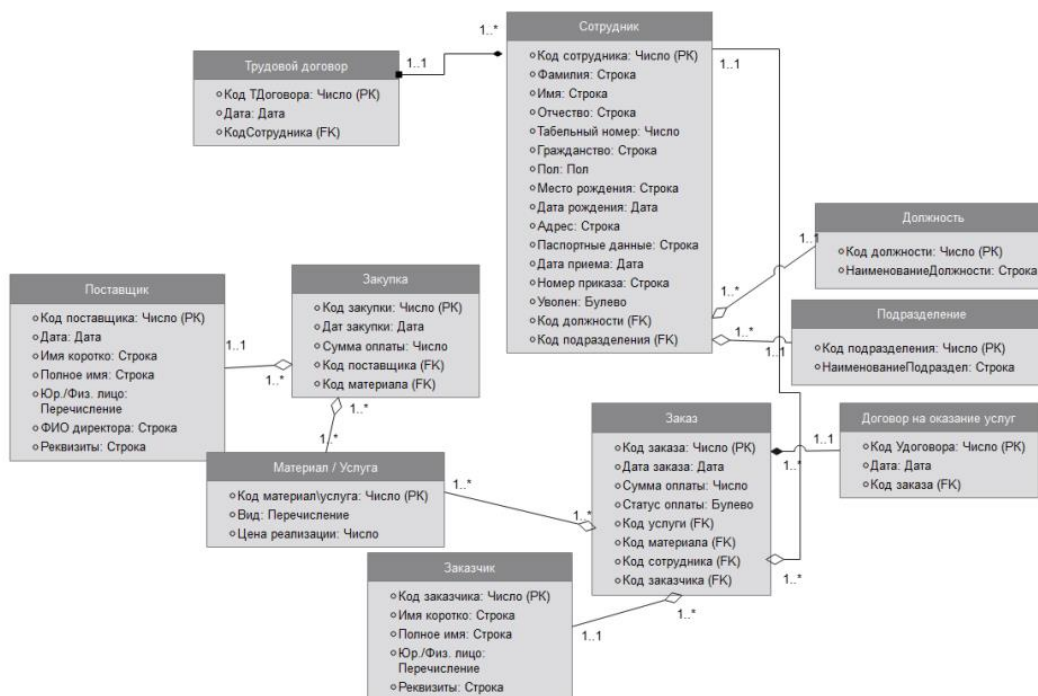 Сотрудник
Код сотрудника: Число (PK)
Фамилия: Строка
Имя: Строка
Отчество: Строка
Табельный номер: Число
Гражданство: Строка
Пол: Пол
Место рождения: Строка
Дата рождения: Дата
Адрес: Строка
Паспортные данные: Строка
Дата приема: Дата
Номер приказа: Строка
Уволен: Булево
Код должности (FK)
Код подразделения (FK)
1..*
1..1
1..1
Трудовой договор
Код ТДоговора: Число (PK)
Дата: Дата
КодСотрудника (FK)
Должность
Код должности: Число (PK)
НаименованиеДолжности: Строка
1..1
1..*
Подразделение
Код подразделения: Число (PK)
НаименованиеПодраздел: Строка
1..*
1..1
Поставщик
Код поставщика: Число (PK)
Дата: Дата
Имя коротко: Строка
Полное имя: Строка
Юр./Физ. лицо:
Перечисление
ФИО директора: Строка
Реквизиты: Строка
1..1
1..*
Закупка
Код закупки: Число (PK)
Дат закупки: Дата
Сумма оплаты: Число
Код поставщика (FK)
Код материала (FK)
1..*
1..*
Материал / Услуга
Код материал\услуга: Число (PK)
Вид: Перечисление
Цена реализации: Число
1..*
1..*
Заказ
Код заказа: Число (PK)
Дата заказа: Дата
Сумма оплаты: Число
Статус оплаты: Булево
Код услуги (FK)
Код материала (FK)
Код сотрудника (FK)
Код заказчика (FK)
1..1
1..*
1..*
Договор на оказание услуг
Код Удоговора: Число (PK)
Дата: Дата
Код заказа (FK)
Заказчик
Код заказчика: Число (PK)
Имя коротко: Строка
Полное имя: Строка
Юр./Физ. лицо:
Перечисление
Реквизиты: Строка
1..1
1..*